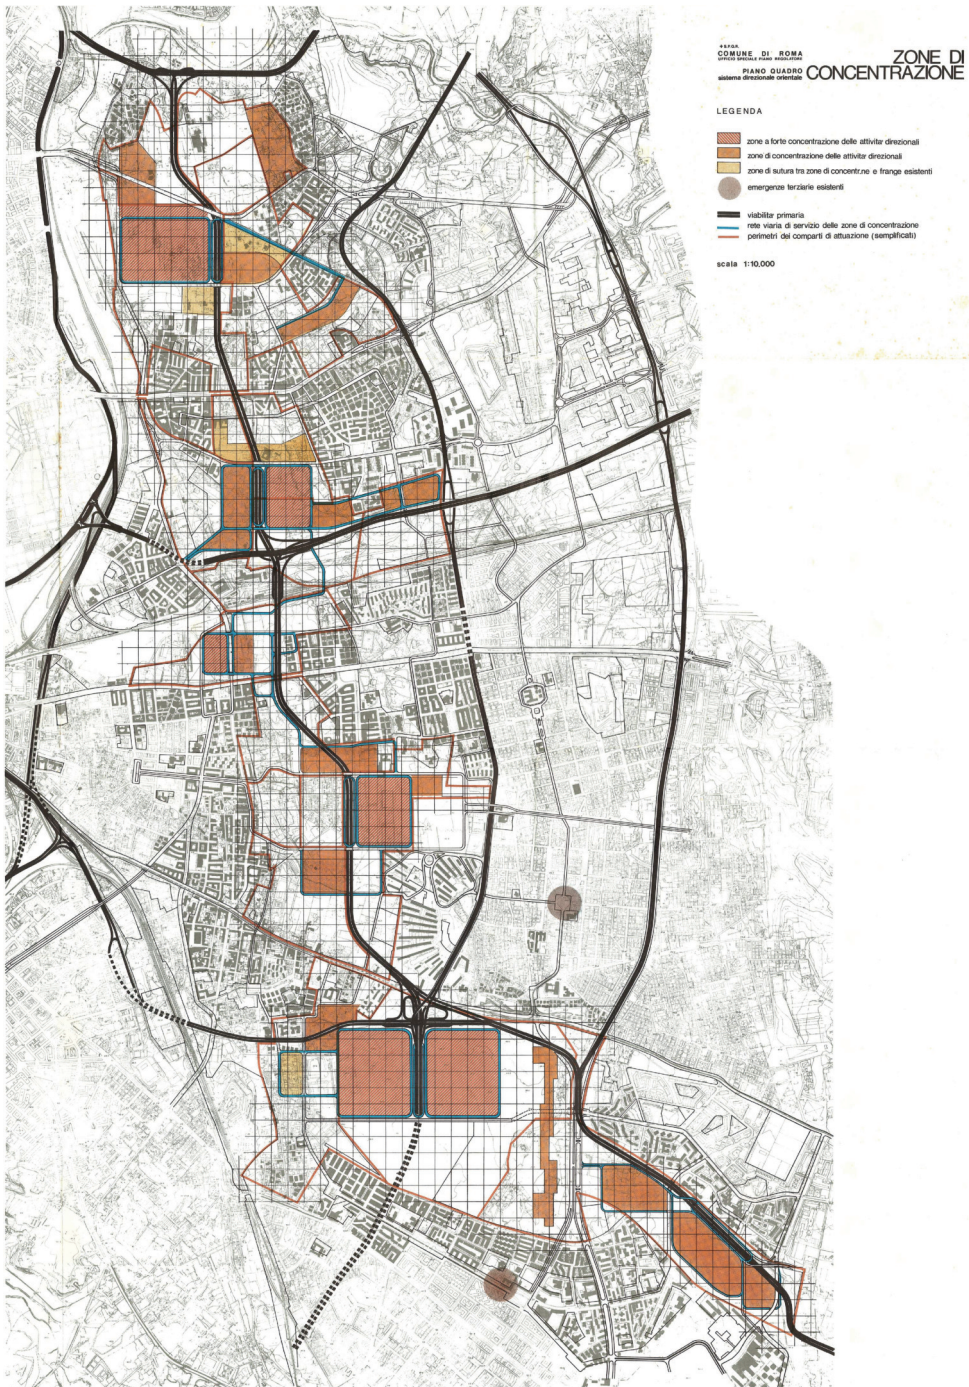 COMUNE DI ROMA
UFFICIO SPECIALE PIANO REGOLATORE
PIANO QUADRO
sistema direzionale orientale
ZONE DI
CONCENTRAZIONE
LEGENDA
zone a forte concentrazione delle attivita' direzionali
zone di concentrazione delle attivita' direzionali
zone di sutura tra zone di concentr.ne e frange esistenti
emergenze terziarie esistenti
viabilita' primaria
rete viaria di servizio delle zone di concentrazione
perimetri dei comparti di attuazione (semplificati)
scala 1:10,000